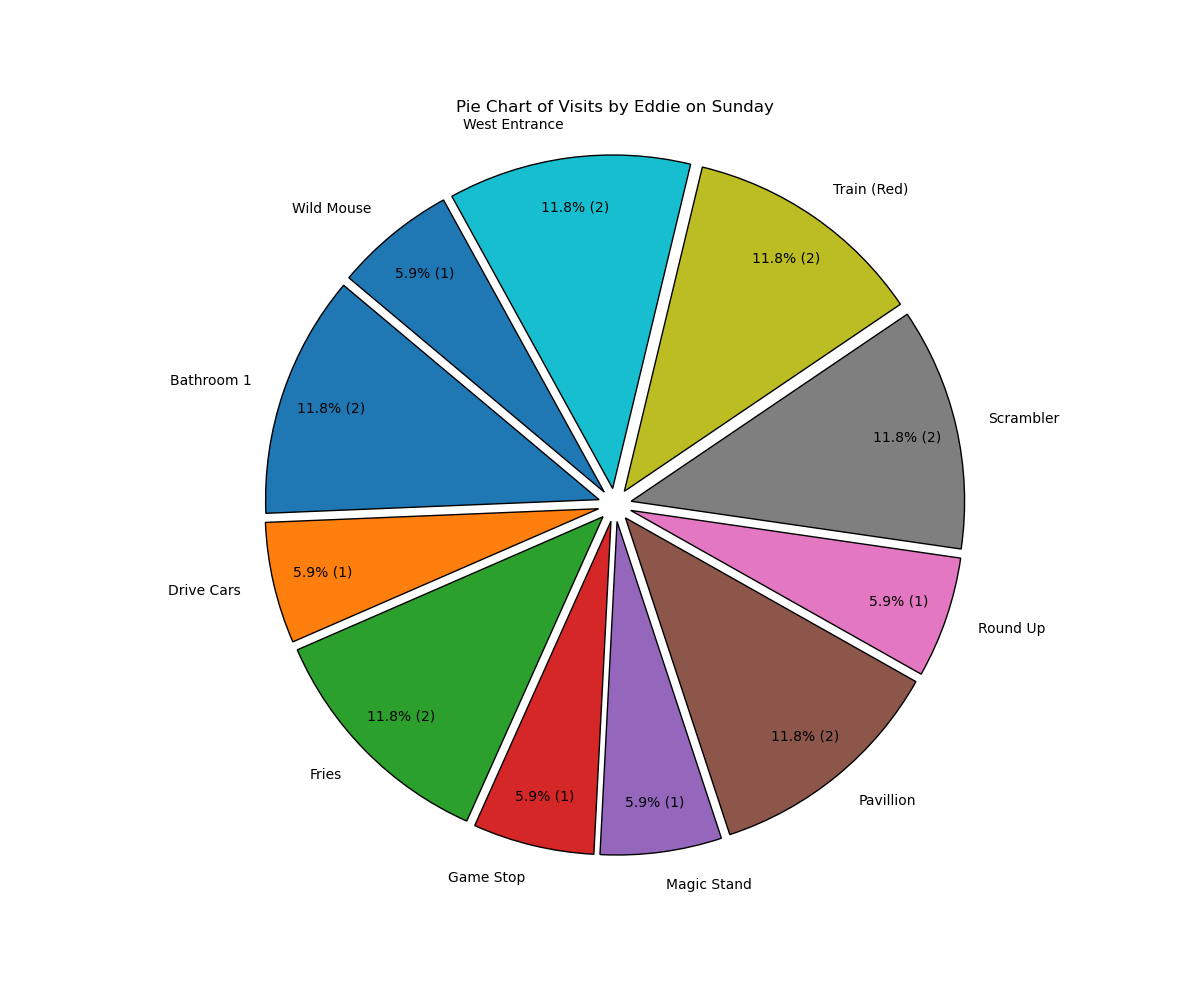 Pie Chart of Visits by Eddie on Sunday
West Entrance
11.8% (2)
Train (Red)
11.8% (2)
Wild Mouse
5.9% (1)
Bathroom 1
11.8% (2)
Scrambler
11.8% (2)
Drive Cars
5.9% (1)
Round Up
5.9% (1)
Fries
11.8% (2)
Pavillion
11.8% (2)
Game Stop
5.9% (1)
Magic Stand
5.9% (1)